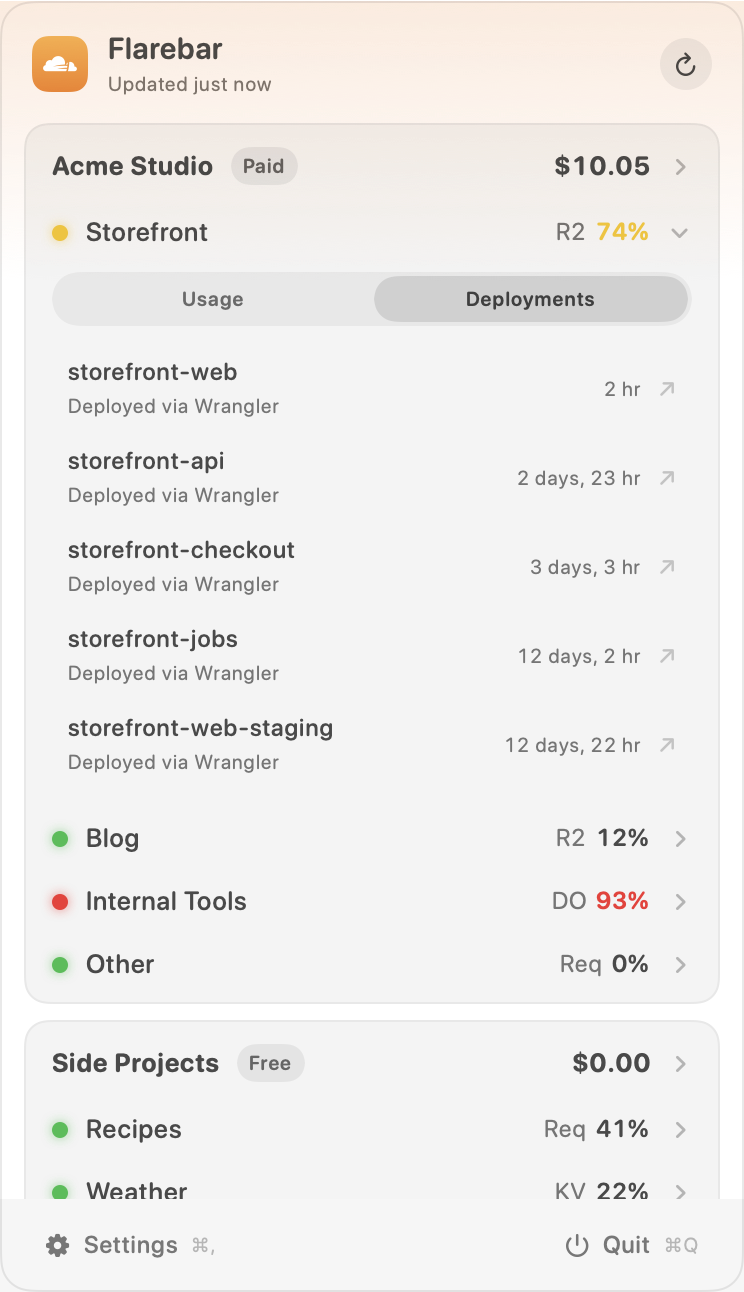 Flarebar
Updated just now
Acme Studio Paid $10.05
Storefront R2 74%
Usage Deployments
storefront-web
Deployed via Wrangler
2 hr
storefront-api
Deployed via Wrangler
2 days, 23 hr
storefront-checkout
Deployed via Wrangler
3 days, 3 hr
storefront-jobs
Deployed via Wrangler
12 days, 2 hr
storefront-web-staging
Deployed via Wrangler
12 days, 22 hr
Blog R2 12%
Internal Tools DO 93%
Other Req 0%
Side Projects Free $0.00
Recipes Req 41%
Weather KV 22%
Settings ⌘, Quit ⌘Q